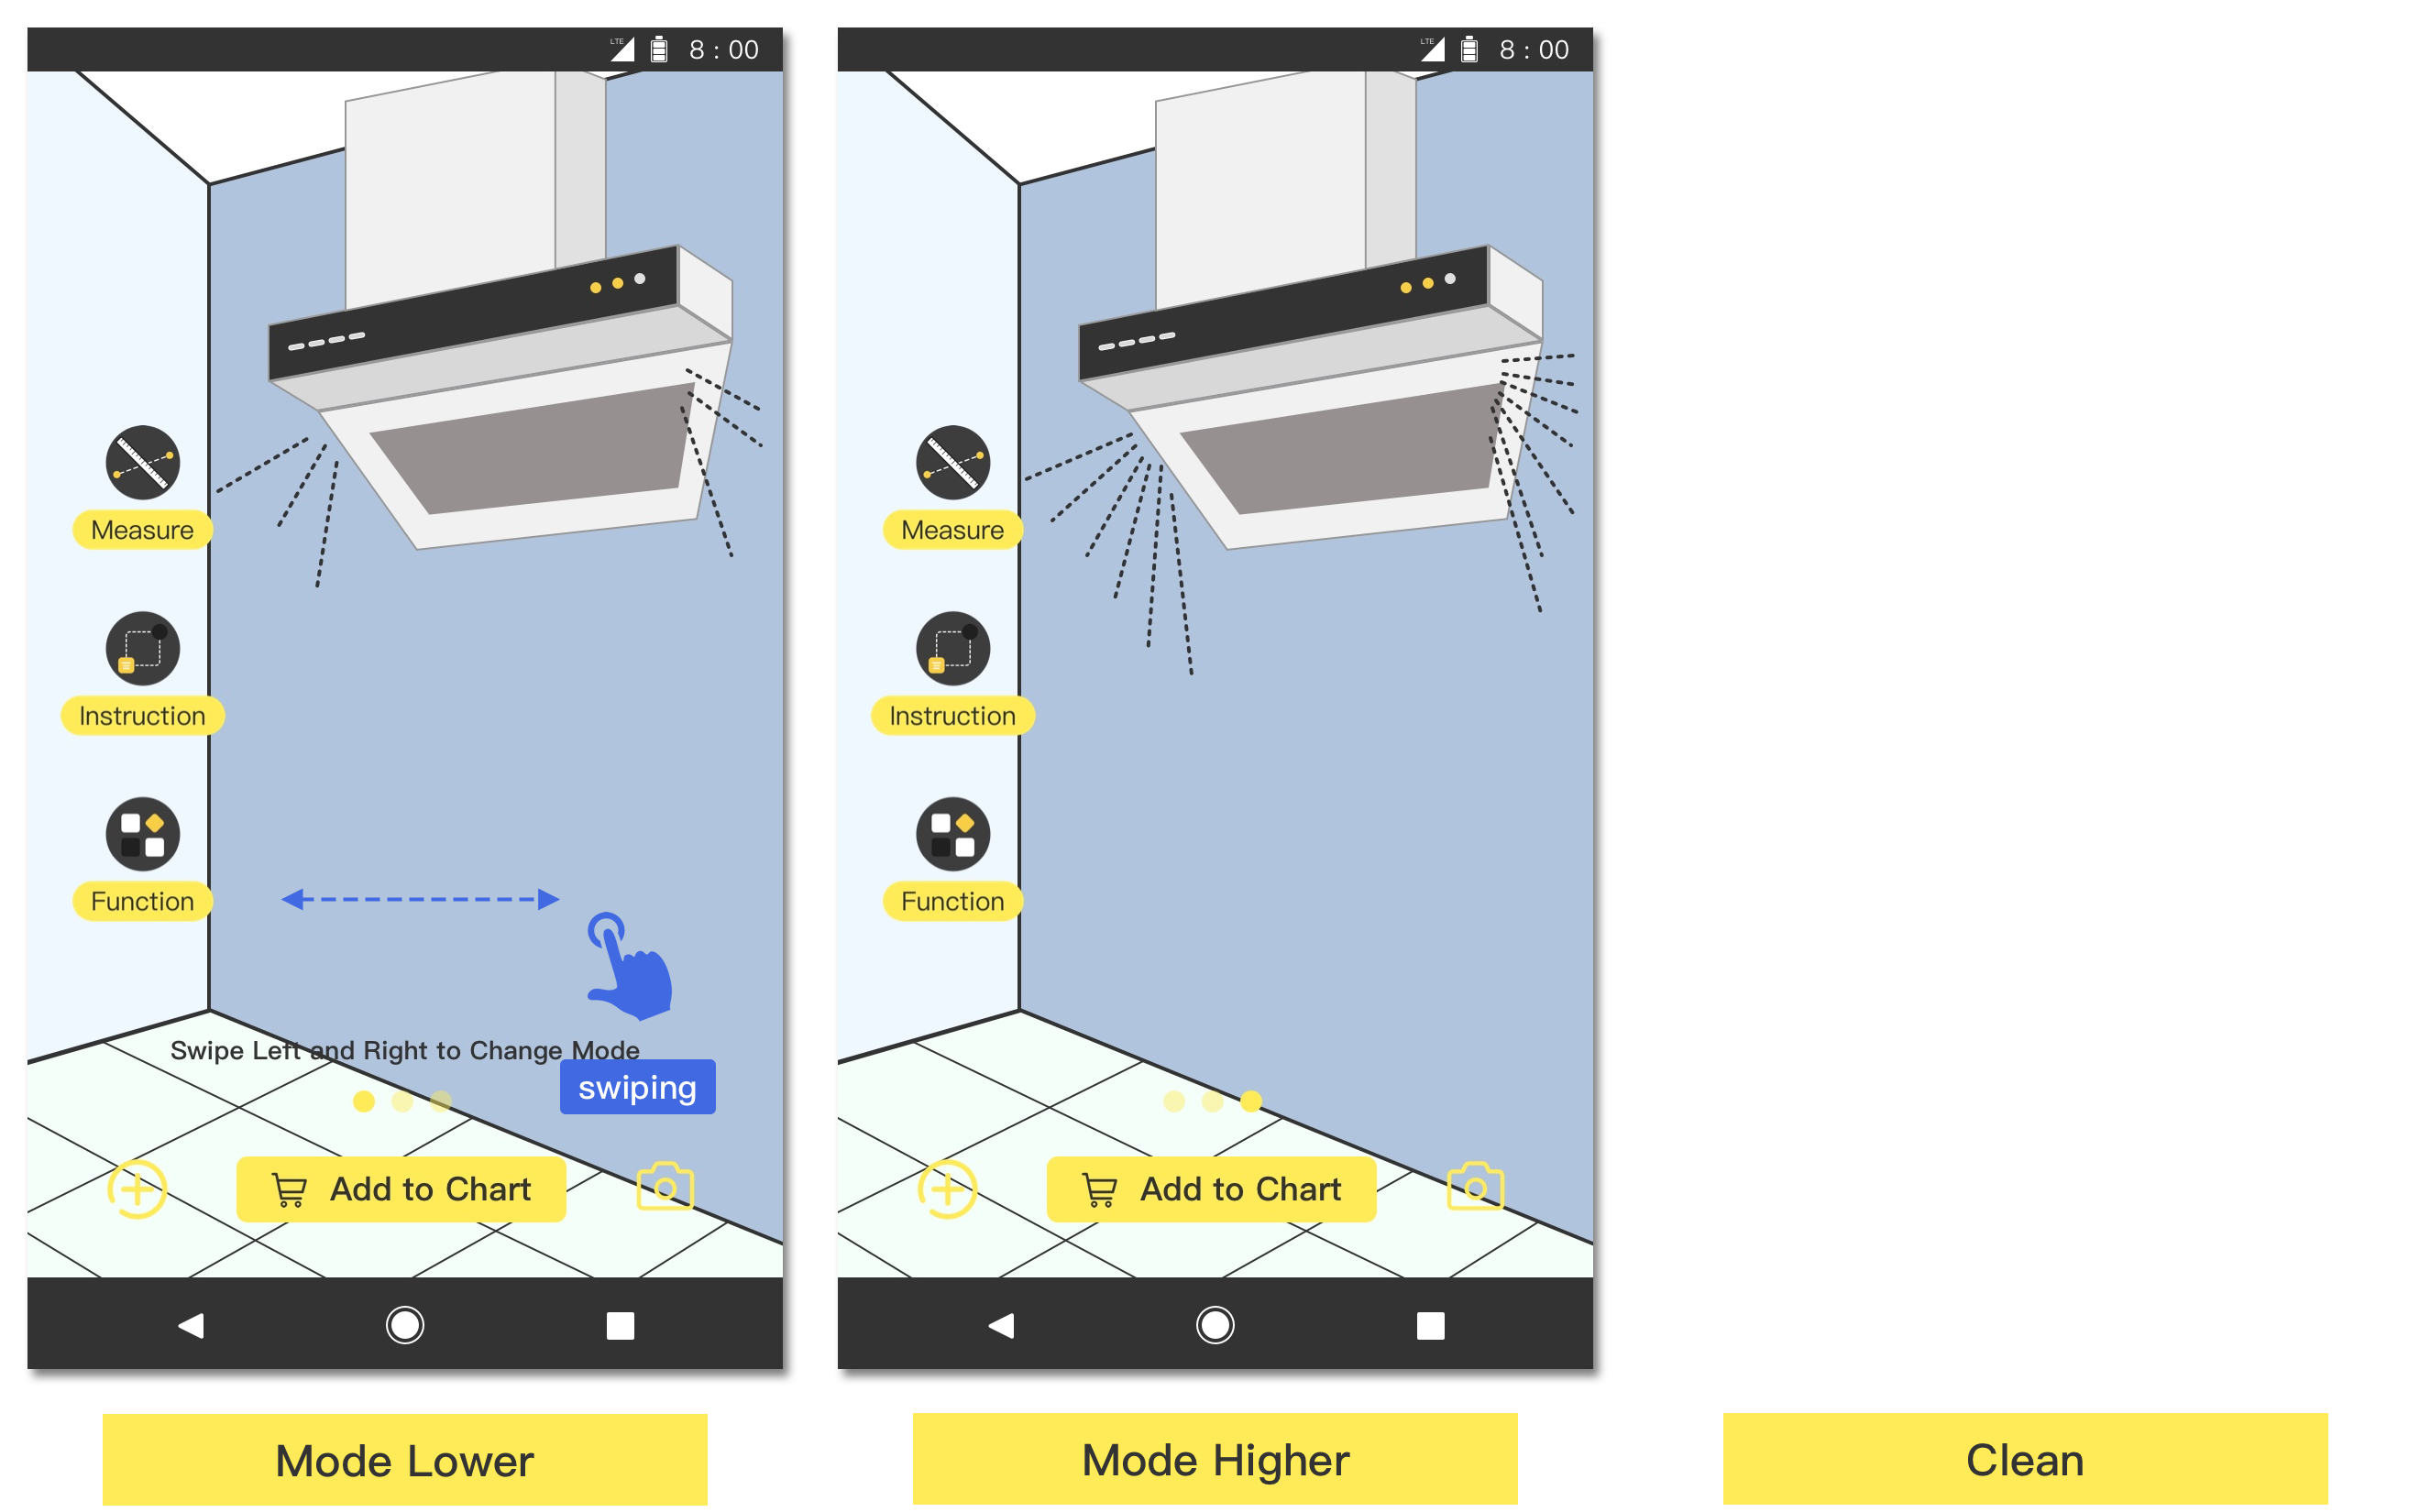 LTE 8 : 00
Measure
Instruction
Function
Swipe Left and Right to Change Mode
swiping
Add to Chart
Mode Lower
LTE 8 : 00
Measure
Instruction
Function
Add to Chart
Mode Higher
Clean